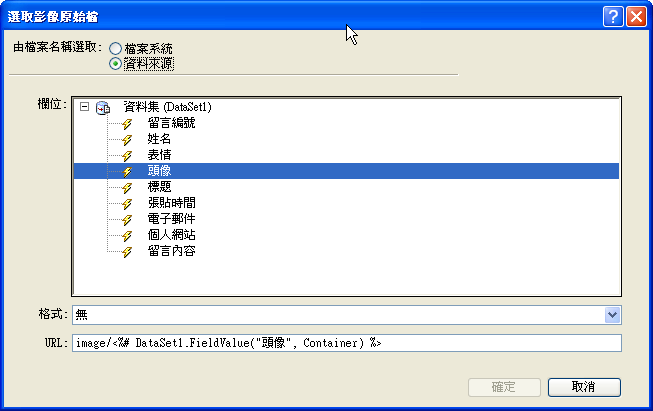 選取影像原始檔
由檔案名稱選取: 檔案系統
資料來源
欄位: 資料集 (DataSet1)
留言編號
姓名
表情
頭像
標題
張貼時間
電子郵件
個人網站
留言內容
格式: 無
URL: image/<%# DataSet1.FieldValue("頭像", Container) %>
確定 取消